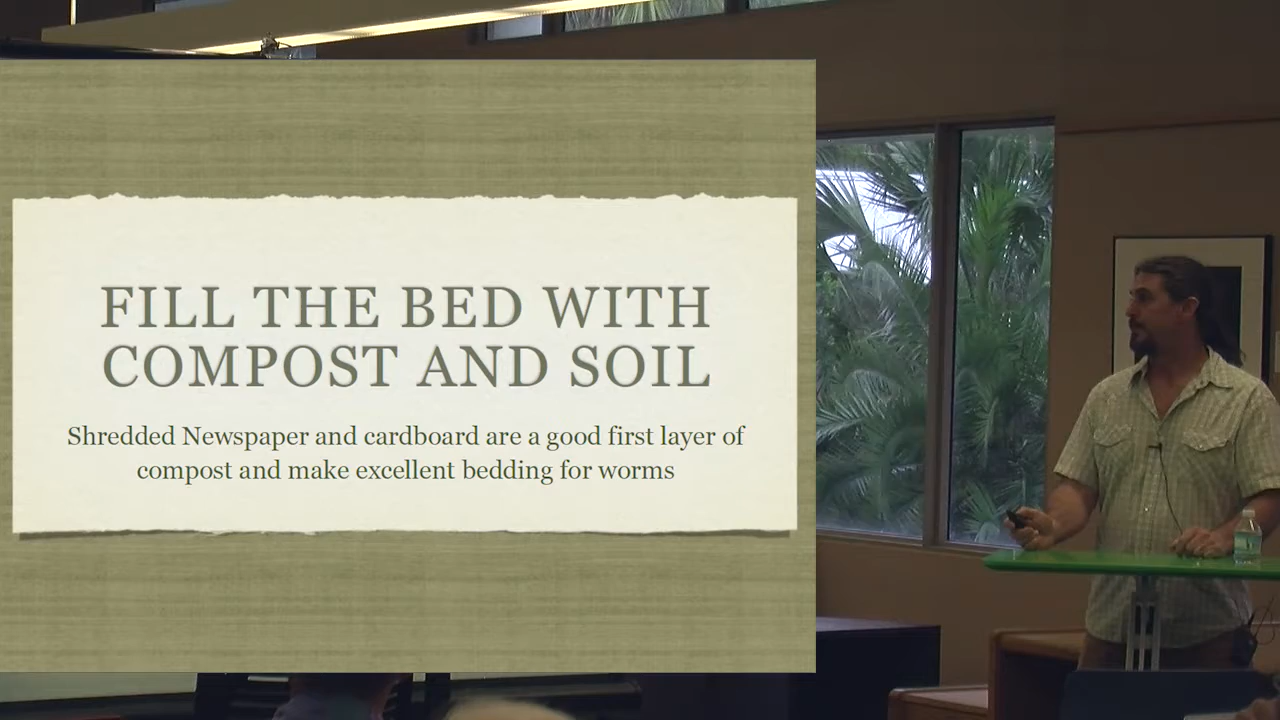 FILL THE BED WITH
COMPOST AND SOIL
Shredded Newspaper and cardboard are a good first layer of
compost and make excellent bedding for worms